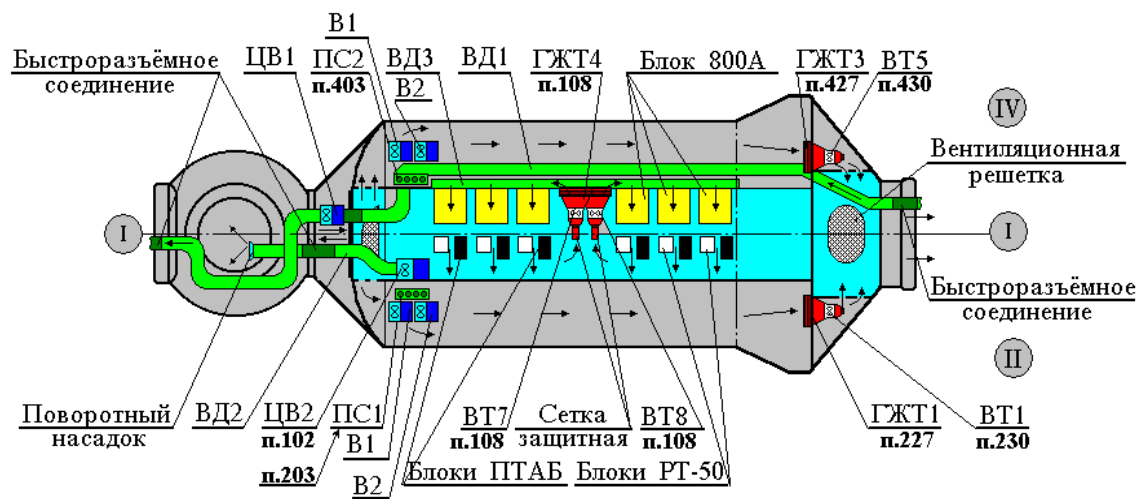 В1
Быстроразъёмное
соединение
ЦВ1
ПС2
п.403
ВД3
В2
ВД1
ГЖТ4
п.108
Блок 800А
ГЖТ3
п.427
ВТ5
п.430
IV
Вентиляционная
решетка
I
I
Быстроразъёмное
соединение
II
Поворотный
насадок
ВД2
ЦВ2
п.102
ПС1
п.203
В1
В2
ВТ7
п.108
Сетка
защитная
ВТ8
п.108
ГЖТ1
п.227
ВТ1
п.230
Блоки ПТАБ
Блоки РТ-50